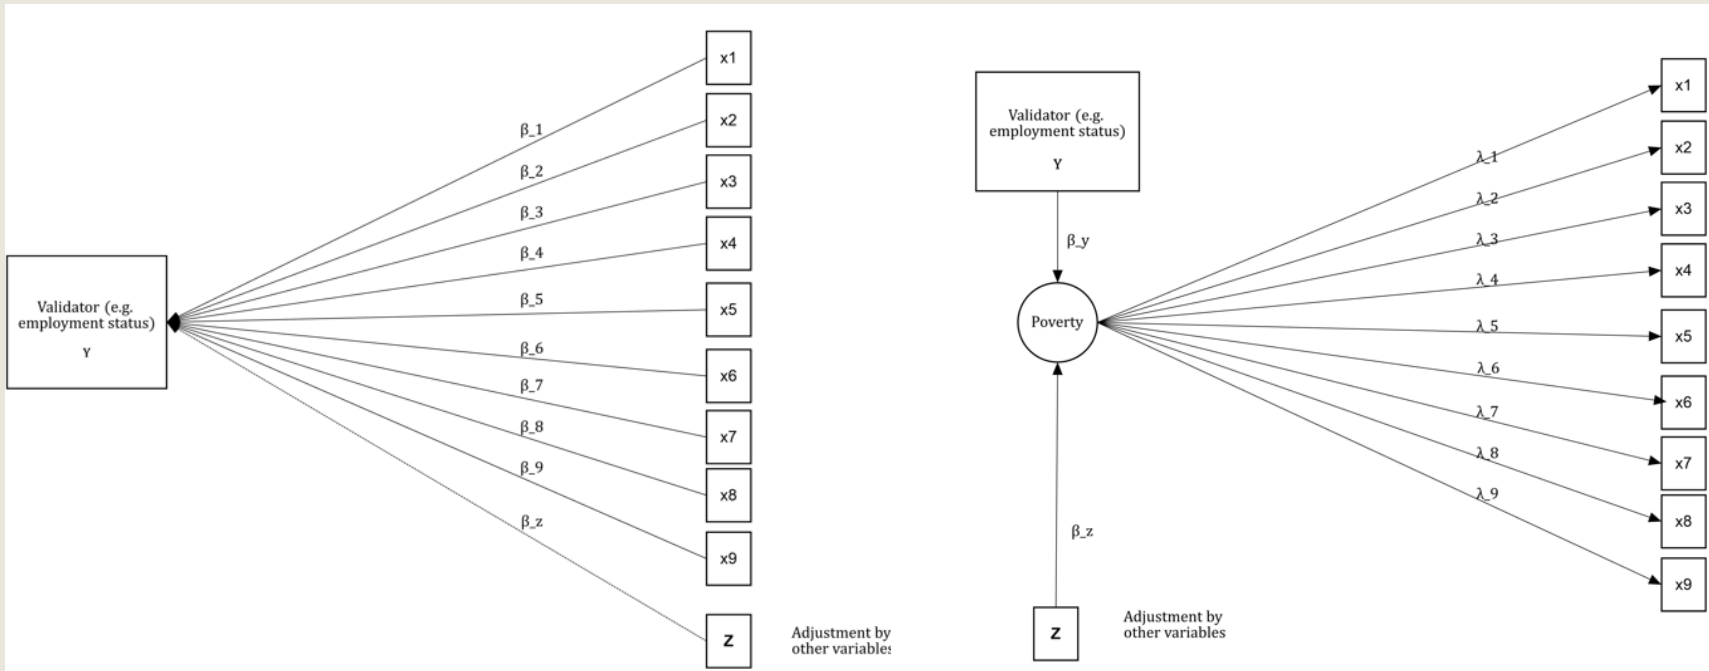 x1
x2
x3
x4
x5
x6
x7
x8
x9
Z
β_1
β_2
β_3
β_4
β_5
β_6
β_7
β_8
β_9
β_z
Validator (e.g.
employment status)
Y
Adjustment by
other variables
Validator (e.g.
employment status)
Y
β_y
Poverty
β_z
Z
Adjustment by
other variables
λ_1
λ_2
λ_3
λ_4
λ_5
λ_6
λ_7
λ_8
λ_9
x1
x2
x3
x4
x5
x6
x7
x8
x9